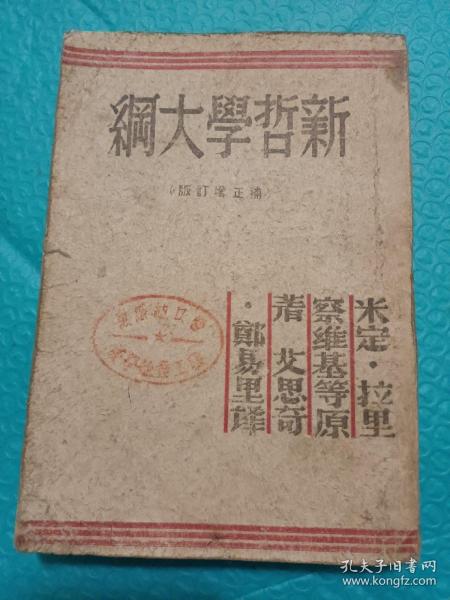 新哲學大綱
（補正增訂版）
米定·拉里
察維基等原
著 艾思奇
·鄭易里譯
孔夫子旧书网
www.kongfz.com